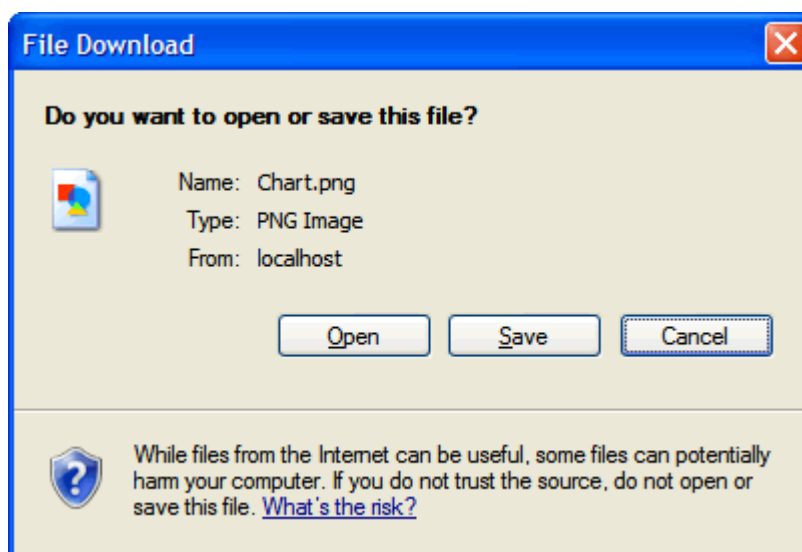 File Download
Do you want to open or save this file?
Name: Chart.png
Type: PNG Image
From: localhost
Open Save Cancel
While files from the Internet can be useful, some files can potentially
harm your computer. If you do not trust the source, do not open or
save this file. What's the risk?